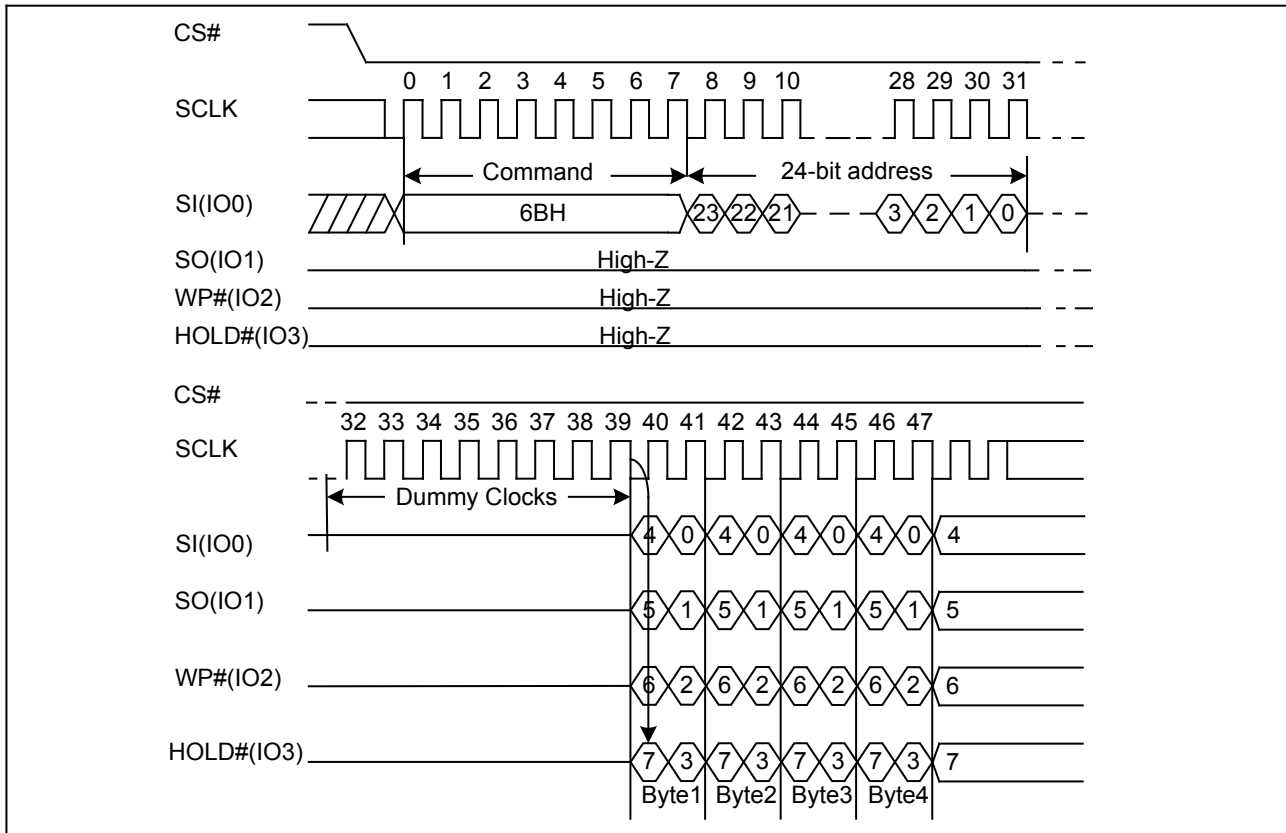 CS#
0 1 2 3 4 5 6 7 8 9 10 28 29 30 31
SCLK
Command 24-bit address
SI(IO0) 6BH 23 22 21 3 2 1 0
SO(IO1) High-Z
WP#(IO2) High-Z
HOLD#(IO3) High-Z
CS#
32 33 34 35 36 37 38 39 40 41 42 43 44 45 46 47
SCLK
Dummy Clocks
SI(IO0) 4 0 4 0 4 0 4 0 4
SO(IO1) 5 1 5 1 5 1 5 1 5
WP#(IO2) 6 2 6 2 6 2 6 2 6
HOLD#(IO3) 7 3 7 3 7 3 7 3 7
Byte1 Byte2 Byte3 Byte4